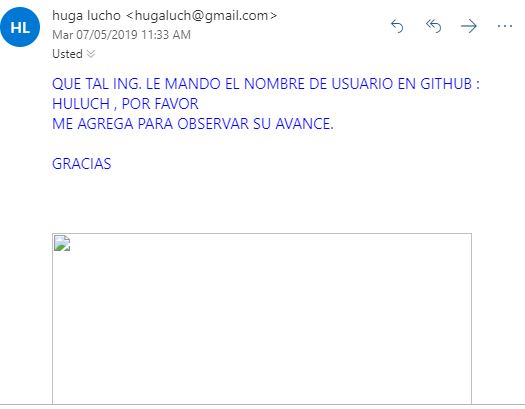 HL
huga lucho <hugaluch@gmail.com>
Mar 07/05/2019 11:33 AM
Usted
QUE TAL ING. LE MANDO EL NOMBRE DE USUARIO EN GITHUB :
HULUCH , POR FAVOR
ME AGREGA PARA OBSERVAR SU AVANCE.
GRACIAS